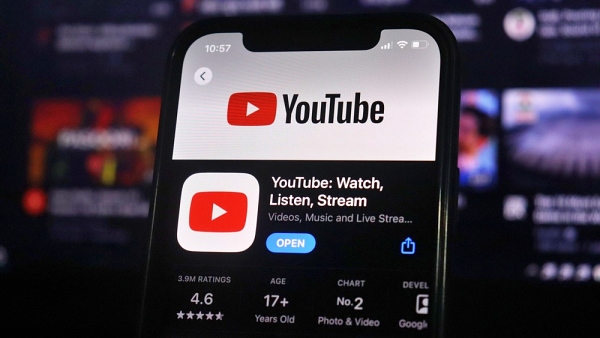 10:57
YouTube
YouTube: Watch,
Listen, Stream
Videos, Music and Live Strea...
OPEN
3.9M RATINGS
4.6
AGE
17+
Years Old
CHART
No.2
Photo & Video
DEVEL
Google